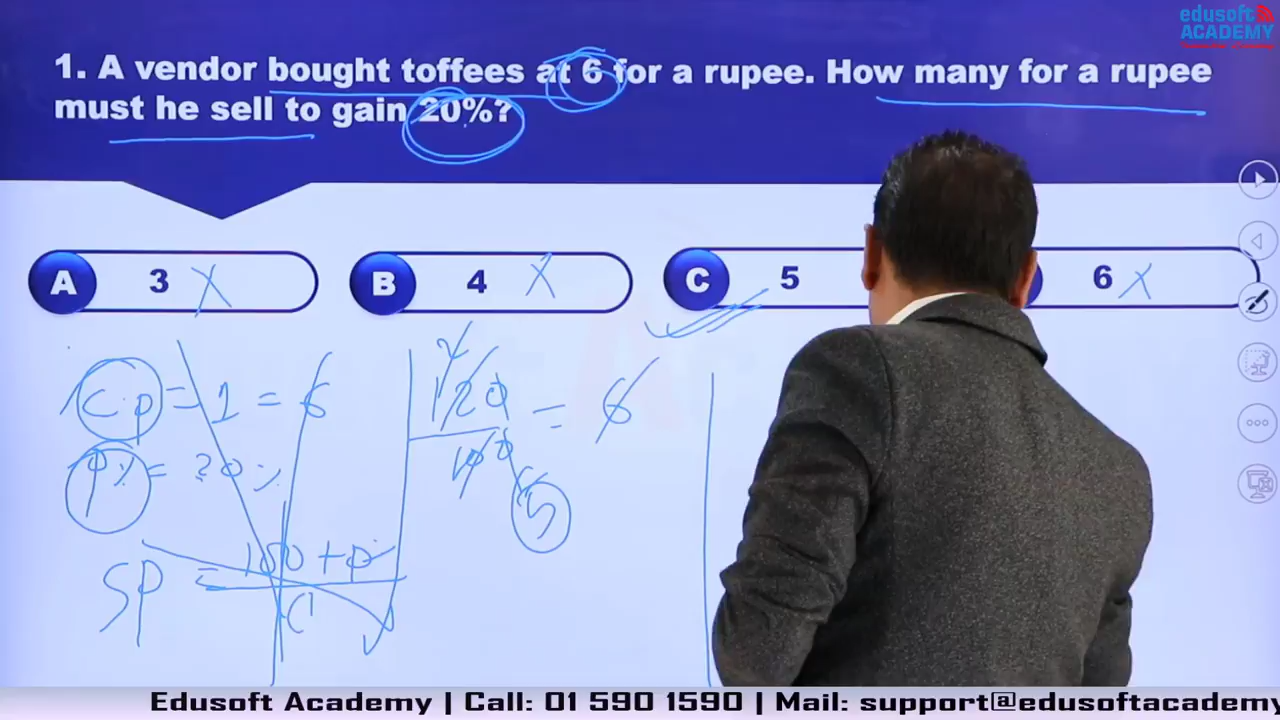 edusoft
ACADEMY
1. A vendor bought toffees at 6 for a rupee. How many for a rupee
must he sell to gain 20%?
A 3 X
B 4 X
C 5
6 X
C.P = 1 = 6
P% = 20%
SP = 100 + P
120 = 6
100
5
Edusoft Academy | Call: 01 590 1590 | Mail: support@edusoftacademy